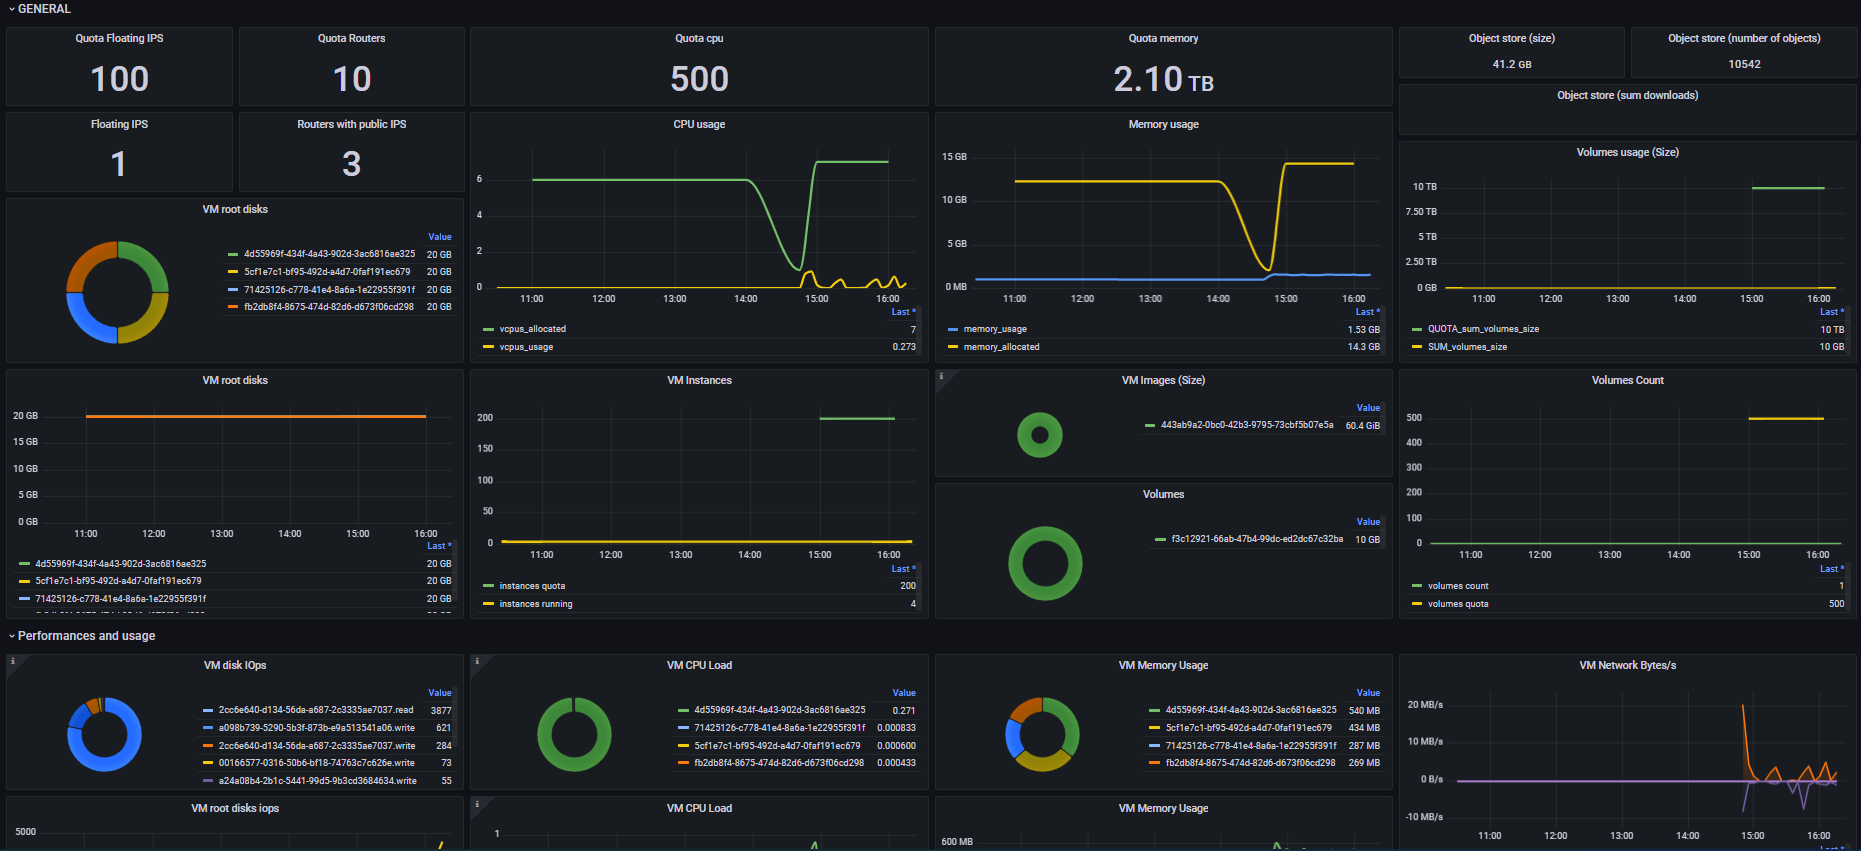 GENERAL
Quota Floating IPS
100
Quota Routers
10
Quota cpu
500
Quota memory
2.10 TB
Object store (size)
41.2 GB
Object store (number of objects)
10542
Object store (sum downloads)
Floating IPS
1
Routers with public IPS
3
CPU usage
6
4
2
0
11:00 12:00 13:00 14:00 15:00 16:00
Last *
vcpus_allocated 7
vcpus_usage 0.273
Memory usage
15 GB
10 GB
5 GB
0 MB
11:00 12:00 13:00 14:00 15:00 16:00
Last *
memory_usage 1.53 GB
memory_allocated 14.3 GB
Volumes usage (Size)
10 TB
7.50 TB
5 TB
2.50 TB
0 GB
11:00 12:00 13:00 14:00 15:00 16:00
Last *
QUOTA_sum_volumes_size 10 TB
SUM_volumes_size 10 GB
VM root disks
Value
4d55969f-434f-4a43-902d-3ac6816ae325 20 GB
5cf1e7c1-bf95-492d-a4d7-0faf191ec679 20 GB
71425126-c778-41e4-8a6a-1e22955f391f 20 GB
fb2db8f4-8675-474d-82d6-d673f06cd298 20 GB
VM root disks
20 GB
15 GB
10 GB
5 GB
0 GB
11:00 12:00 13:00 14:00 15:00 16:00
Last *
4d55969f-434f-4a43-902d-3ac6816ae325 20 GB
5cf1e7c1-bf95-492d-a4d7-0faf191ec679 20 GB
71425126-c778-41e4-8a6a-1e22955f391f 20 GB
VM Instances
200
150
100
50
0
11:00 12:00 13:00 14:00 15:00 16:00
Last *
instances quota 200
instances running 4
VM Images (Size)
Value
443ab9a2-0bc0-42b3-9795-73cbf5b07e5a 60.4 GiB
Volumes
Value
f3c12921-66ab-47b4-99dc-ed2dc67c32ba 10 GB
Volumes Count
500
400
300
200
100
0
11:00 12:00 13:00 14:00 15:00 16:00
Last *
volumes count 1
volumes quota 500
Performances and usage
VM disk IOps
Value
2cc6e640-d134-56da-a687-2c3335ae7037.read 3877
a098b739-5290-5b3f-873b-e9a513541a06.write 621
2cc6e640-d134-56da-a687-2c3335ae7037.write 284
00166577-0316-50b6-bf18-74763c7c626e.write 73
a24a08b4-2b1c-5441-99d5-9b3cd3684634.write 55
VM CPU Load
Value
4d55969f-434f-4a43-902d-3ac6816ae325 0.271
71425126-c778-41e4-8a6a-1e22955f391f 0.000833
5cf1e7c1-bf95-492d-a4d7-0faf191ec679 0.000600
fb2db8f4-8675-474d-82d6-d673f06cd298 0.000433
VM Memory Usage
Value
4d55969f-434f-4a43-902d-3ac6816ae325 540 MB
5cf1e7c1-bf95-492d-a4d7-0faf191ec679 434 MB
71425126-c778-41e4-8a6a-1e22955f391f 287 MB
fb2db8f4-8675-474d-82d6-d673f06cd298 269 MB
VM Network Bytes/s
20 MB/s
10 MB/s
0 B/s
-10 MB/s
11:00 12:00 13:00 14:00 15:00 16:00
VM root disks iops
5000
VM CPU Load
1
VM Memory Usage
600 MB